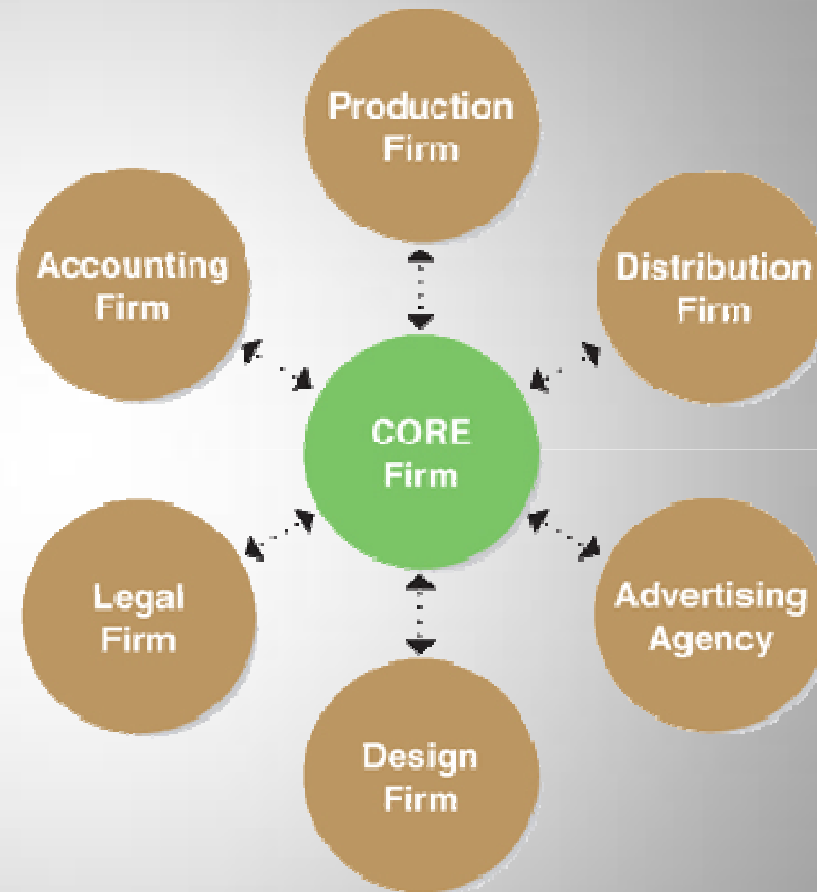 Production
Firm
Accounting
Firm
Distribution
Firm
CORE
Firm
Legal
Firm
Advertising
Agency
Design
Firm